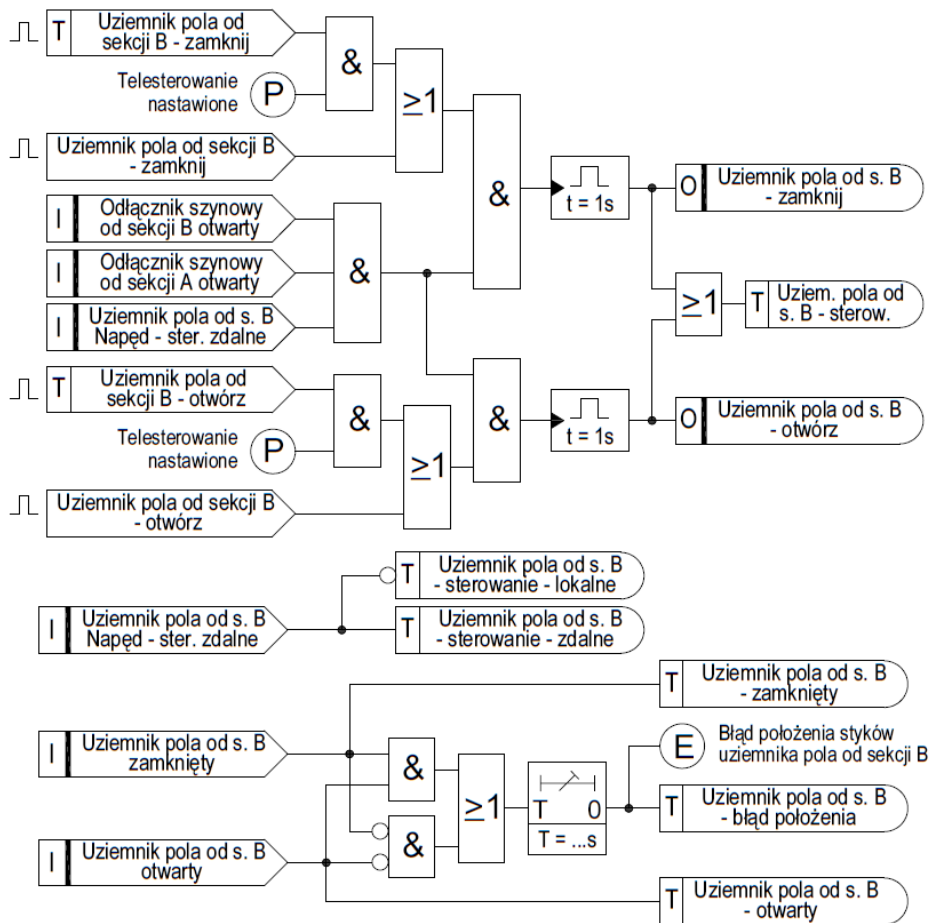 T
Uziemnik pola od
sekcji B - zamknij
&
Telesterowanie
nastawione
P
≥1
Uziemnik pola od sekcji B
- zamknij
&
t = 1s
O
Uziemnik pola od s. B
- zamknij
I
Odłącznik szynowy
od sekcji B otwarty
I
Odłącznik szynowy
od sekcji A otwarty
&
I
Uziemnik pola od s. B
Napęd - ster. zdalne
≥1
T
Uziem. pola od
s. B - sterow.
T
Uziemnik pola od
sekcji B - otwórz
&
Telesterowanie
nastawione
P
≥1
&
t = 1s
O
Uziemnik pola od s. B
- otwórz
Uziemnik pola od sekcji B
- otwórz
T
Uziemnik pola od s. B
- sterowanie - lokalne
I
Uziemnik pola od s. B
Napęd - ster. zdalne
T
Uziemnik pola od s. B
- sterowanie - zdalne
T
Uziemnik pola od s. B
- zamknięty
I
Uziemnik pola od s. B
zamknięty
&
≥1
T 0
T = ...s
E
Błąd położenia styków
uziemnika pola od sekcji B
T
Uziemnik pola od s. B
- błąd położenia
&
I
Uziemnik pola od s. B
otwarty
T
Uziemnik pola od s. B
- otwarty